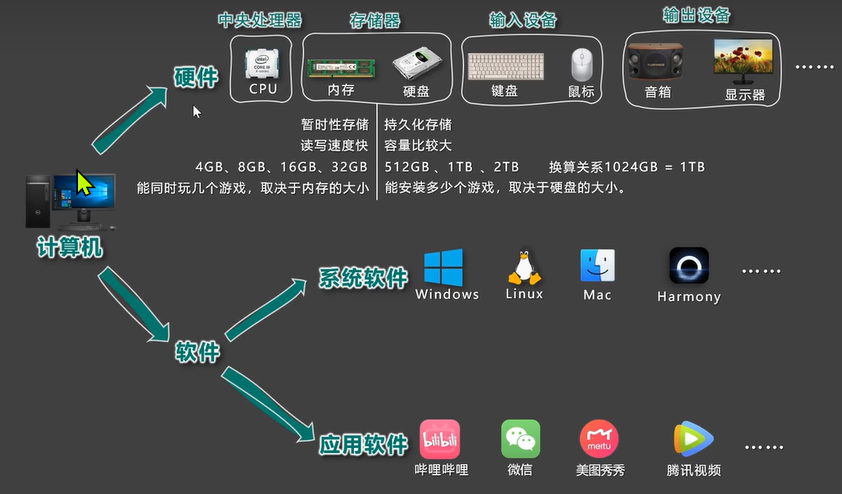 中央处理器
存储器
输入设备
输出设备
硬件
intel
CORE i9
X-series
CPU
内存
硬盘
键盘
鼠标
音箱
显示器
......
暂时性存储
持久化存储
读写速度快
容量比较大
4GB、8GB、16GB、32GB
512GB 、1TB 、2TB
换算关系1024GB = 1TB
能同时玩几个游戏，取决于内存的大小
能安装多少个游戏，取决于硬盘的大小。
计算机
系统软件
Windows
Linux
Mac
Harmony
......
软件
应用软件
bilibili
meitu
哔哩哔哩
微信
美图秀秀
腾讯视频
......